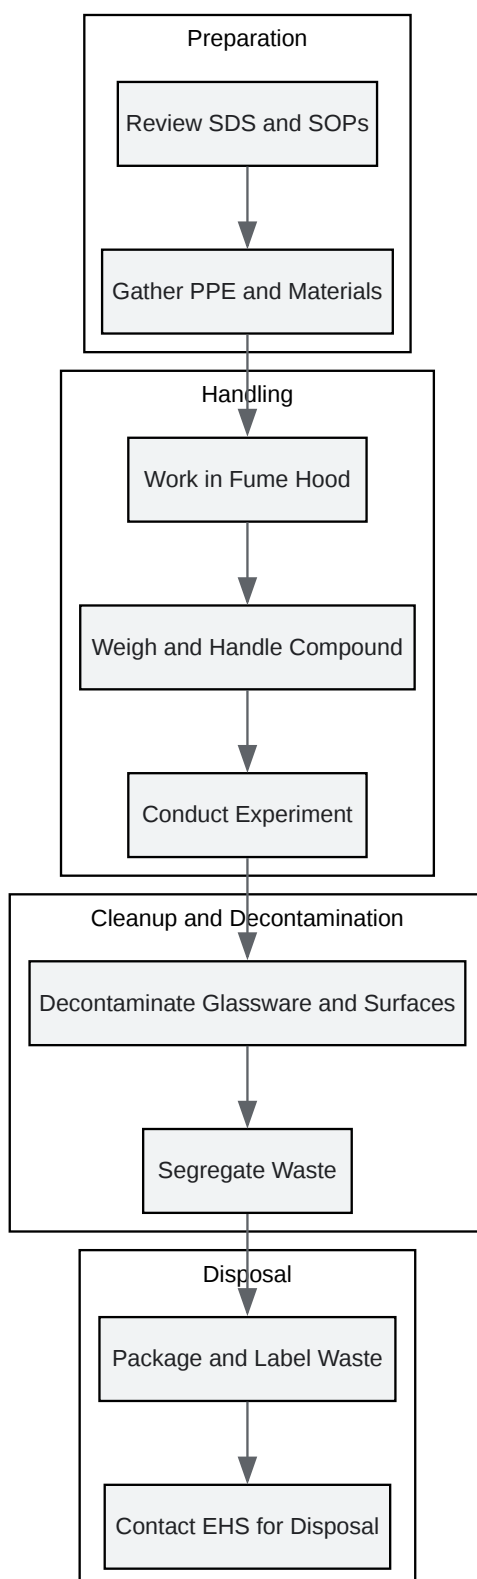 Preparation
Review SDS and SOPs
Gather PPE and Materials
Handling
Work in Fume Hood
Weigh and Handle Compound
Conduct Experiment
Cleanup and Decontamination
Decontaminate Glassware and Surfaces
Segregate Waste
Disposal
Package and Label Waste
Contact EHS for Disposal